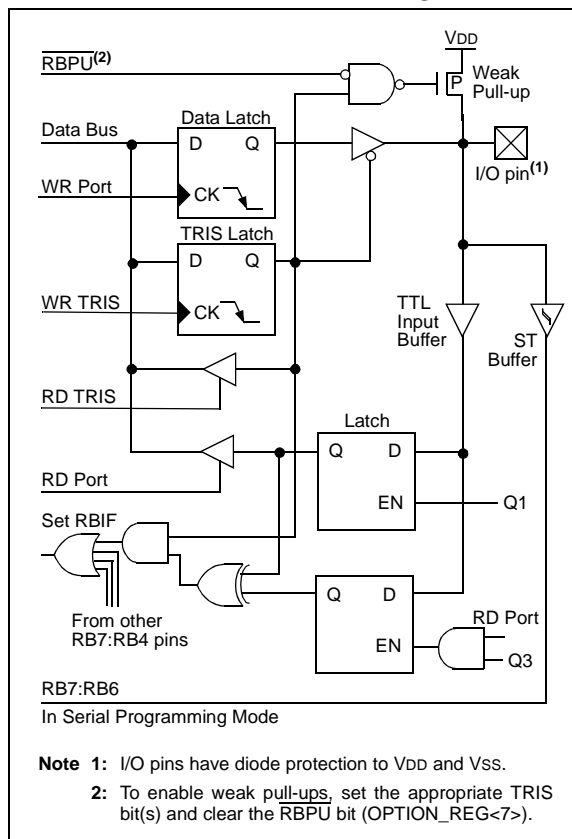 VDD
RBPU(2)
Weak
Pull-up
P
Data Latch
Data Bus
D Q
I/O pin(1)
WR Port
CK
TRIS Latch
D Q
WR TRIS
CK
TTL
Input
Buffer
ST
Buffer
RD TRIS
Latch
Q D
RD Port
EN Q1
Set RBIF
Q D
From other
RB7:RB4 pins
RD Port
EN
Q3
RB7:RB6
In Serial Programming Mode
Note 1: I/O pins have diode protection to VDD and VSS.
2: To enable weak pull-ups, set the appropriate TRIS
bit(s) and clear the RBPU bit (OPTION_REG<7>).